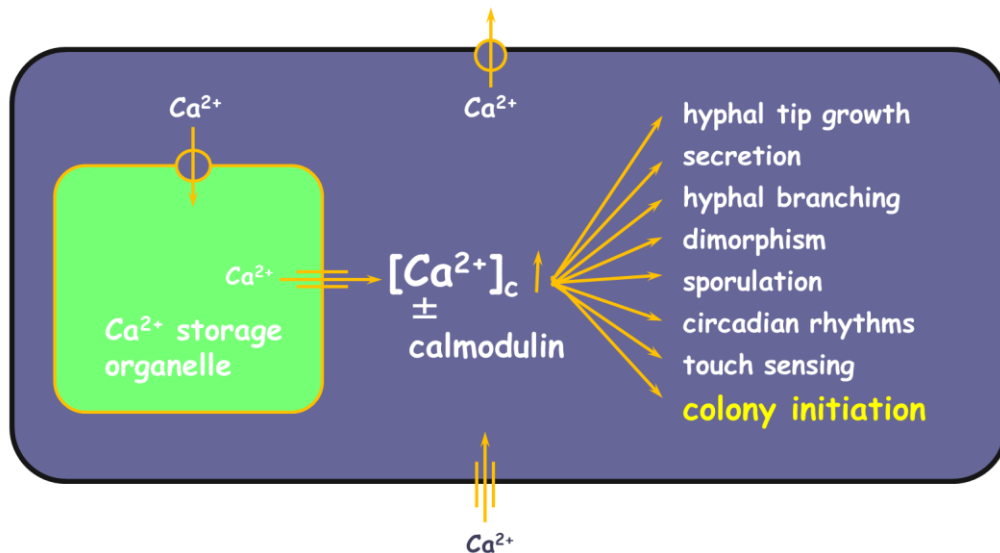 Ca²⁺
Ca²⁺
Ca²⁺
Ca²⁺ storage
organelle
[Ca²⁺]c
±
calmodulin
hyphal tip growth
secretion
hyphal branching
dimorphism
sporulation
circadian rhythms
touch sensing
colony initiation
Ca²⁺